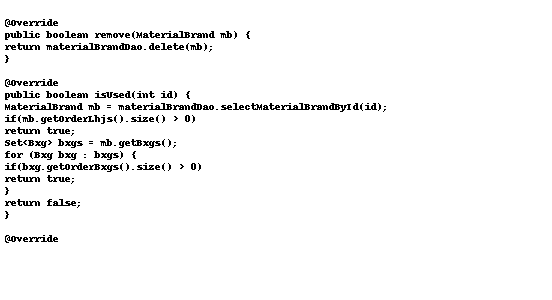 @Override
public boolean remove(MaterialBrand mb) {
return materialBrandDao.delete(mb);
}
@Override
public boolean isUsed(int id) {
MaterialBrand mb = materialBrandDao.selectMaterialBrandById(id);
if(mb.getOrderLhjs().size() > 0)
return true;
Set<Bxg> bxgs = mb.getBxgs();
for (Bxg bxg : bxgs) {
if(bxg.getOrderBxgs().size() > 0)
return true;
}
return false;
}
@Override